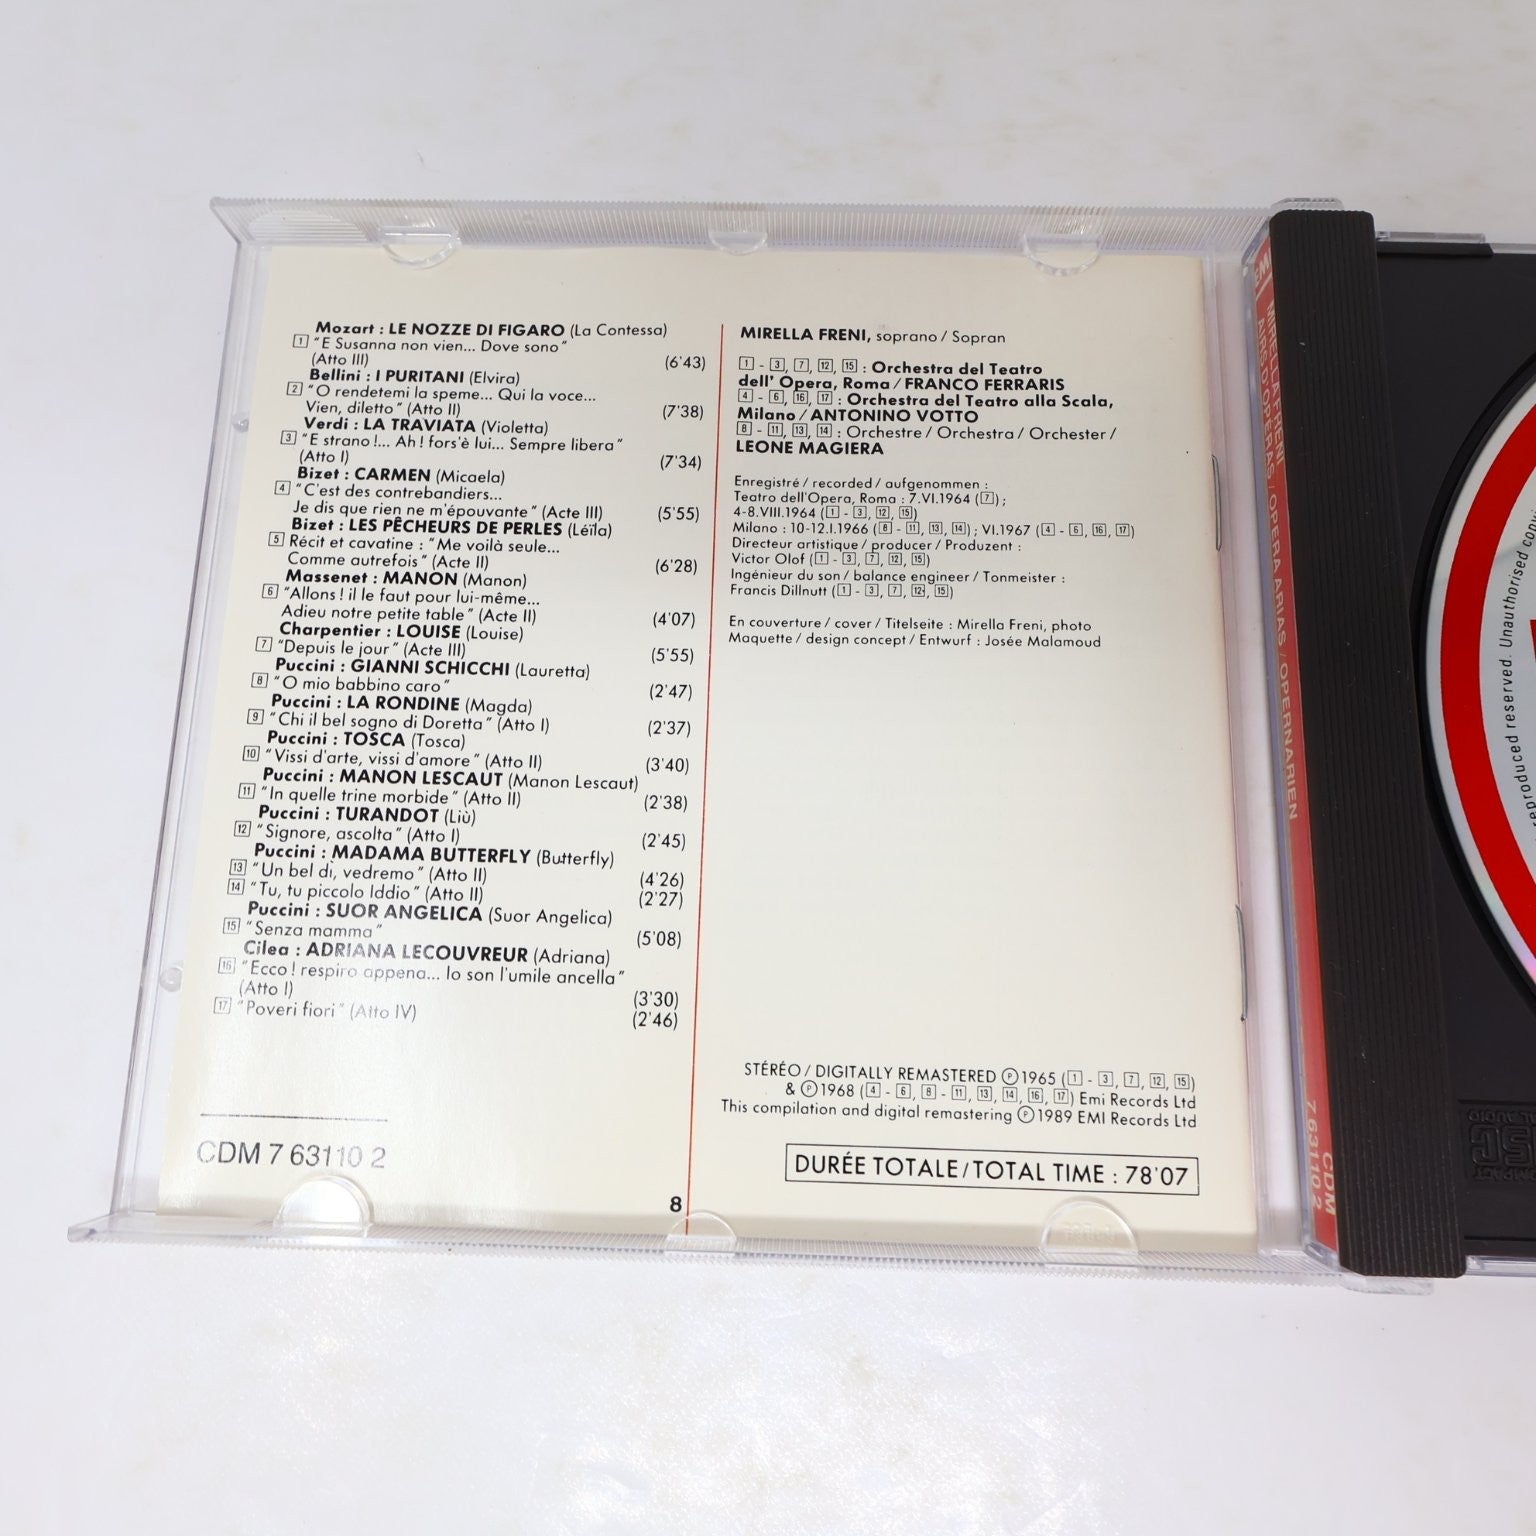 Mozart : LE NOZZE DI FIGARO (La Contessa)
1 "E Susanna non vien... Dove sono"
(Atto III) (6'43)
Bellini : I PURITANI (Elvira)
2 "O rendetemi la speme... Qui la voce...
Vien, diletto" (Atto II) (7'38)
Verdi : LA TRAVIATA (Violetta)
3 "E strano !... Ah ! fors'è lui... Sempre libera"
(Atto I) (7'34)
Bizet : CARMEN (Micaela)
4 "C'est des contrebandiers...
Je dis que rien ne m'épouvante" (Acte III) (5'55)
Bizet : LES PÊCHEURS DE PERLES (Léïla)
5 Récit et cavatine : "Me voilà seule...
Comme autrefois" (Acte II) (6'28)
Massenet : MANON (Manon)
6 "Allons ! il le faut pour lui-même...
Adieu notre petite table" (Acte II) (4'07)
Charpentier : LOUISE (Louise)
7 "Depuis le jour" (Acte III) (5'55)
Puccini : GIANNI SCHICCHI (Lauretta)
8 "O mio babbino caro" (2'47)
Puccini : LA RONDINE (Magda)
9 "Chi il bel sogno di Doretta" (Atto I) (2'37)
Puccini : TOSCA (Tosca)
10 "Vissi d'arte, vissi d'amore" (Atto II) (3'40)
Puccini : MANON LESCAUT (Manon Lescaut)
11 "In quelle trine morbide" (Atto II) (2'38)
Puccini : TURANDOT (Liù)
12 "Signore, ascolta" (Atto I) (2'45)
Puccini : MADAMA BUTTERFLY (Butterfly)
13 "Un bel dì, vedremo" (Atto II) (4'26)
14 "Tu, tu piccolo Iddio" (Atto II) (2'27)
Puccini : SUOR ANGELICA (Suor Angelica)
15 "Senza mamma" (5'08)
Cilea : ADRIANA LECOUVREUR (Adriana)
16 "Ecco ! respiro appena... Io son l'umile ancella"
(Atto I) (3'30)
17 "Poveri fiori" (Atto IV) (2'46)
CDM 7 63110 2
8
MIRELLA FRENI, soprano / Sopran
1 - 3, 7, 12, 15 : Orchestra del Teatro
dell' Opera, Roma / FRANCO FERRARIS
4 - 6, 16, 17 : Orchestra del Teatro alla Scala,
Milano / ANTONINO VOTTO
8 - 11, 13, 14 : Orchestre / Orchestra / Orchester /
LEONE MAGIERA
Enregistré / recorded / aufgenommen :
Teatro dell'Opera, Roma : 7.VI.1964 (7) ;
4-8.VIII.1964 (1 - 3, 12, 15)
Milano : 10-12.I.1966 (8 - 11, 13, 14) ; VI.1967 (4 - 6, 16, 17)
Directeur artistique / producer / Produzent :
Victor Olof (1 - 3, 7, 12, 15)
Ingénieur du son / balance engineer / Tonmeister :
Francis Dillnutt (1 - 3, 7, 12, 15)
En couverture / cover / Titelseite : Mirella Freni, photo
Maquette / design concept / Entwurf : Josée Malamoud
STÉRÉO / DIGITALLY REMASTERED ℗ 1965 (1 - 3, 7, 12, 15)
& ℗ 1968 (4 - 6, 8 - 11, 13, 14, 16, 17) Emi Records Ltd
This compilation and digital remastering ℗ 1989 EMI Records Ltd
DURÉE TOTALE / TOTAL TIME : 78'07
EMI MIRELLA FRENI
AIRS D'OPÉRAS / OPERA ARIAS / OPERNARIEN
CDM
7 63110 2
reproduced reserved. Unauthorised